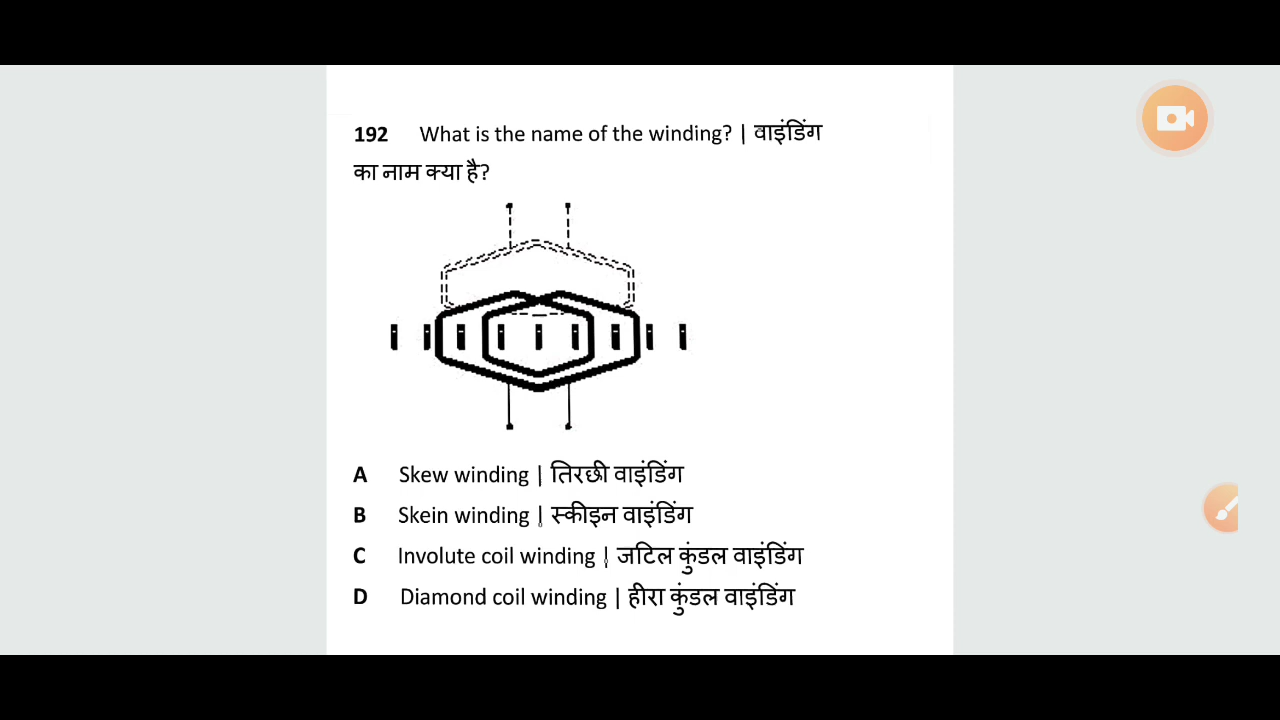 192 What is the name of the winding? | वाइंडिंग
का नाम क्या है?
A Skew winding | तिरछी वाइंडिंग
B Skein winding | स्कीइन वाइंडिंग
C Involute coil winding | जटिल कुंडल वाइंडिंग
D Diamond coil winding | हीरा कुंडल वाइंडिंग